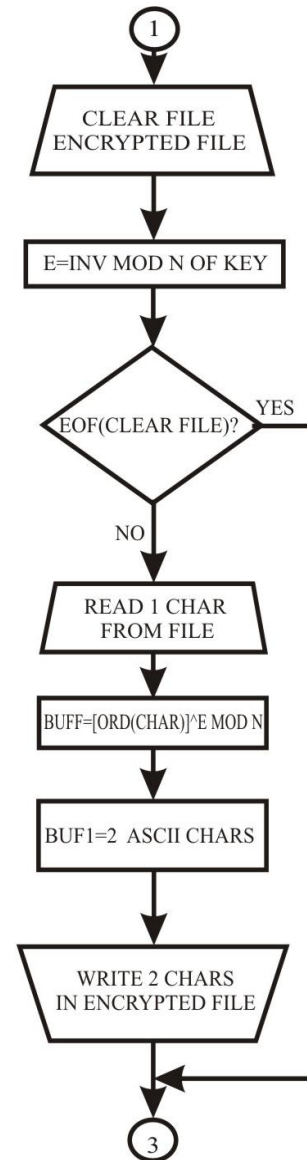 1
CLEAR FILE
ENCRYPTED FILE
E=INV MOD N OF KEY
EOF(CLEAR FILE)?
YES
NO
READ 1 CHAR
FROM FILE
BUFF=[ORD(CHAR)]^E MOD N
BUF1=2 ASCII CHARS
WRITE 2 CHARS
IN ENCRYPTED FILE
3